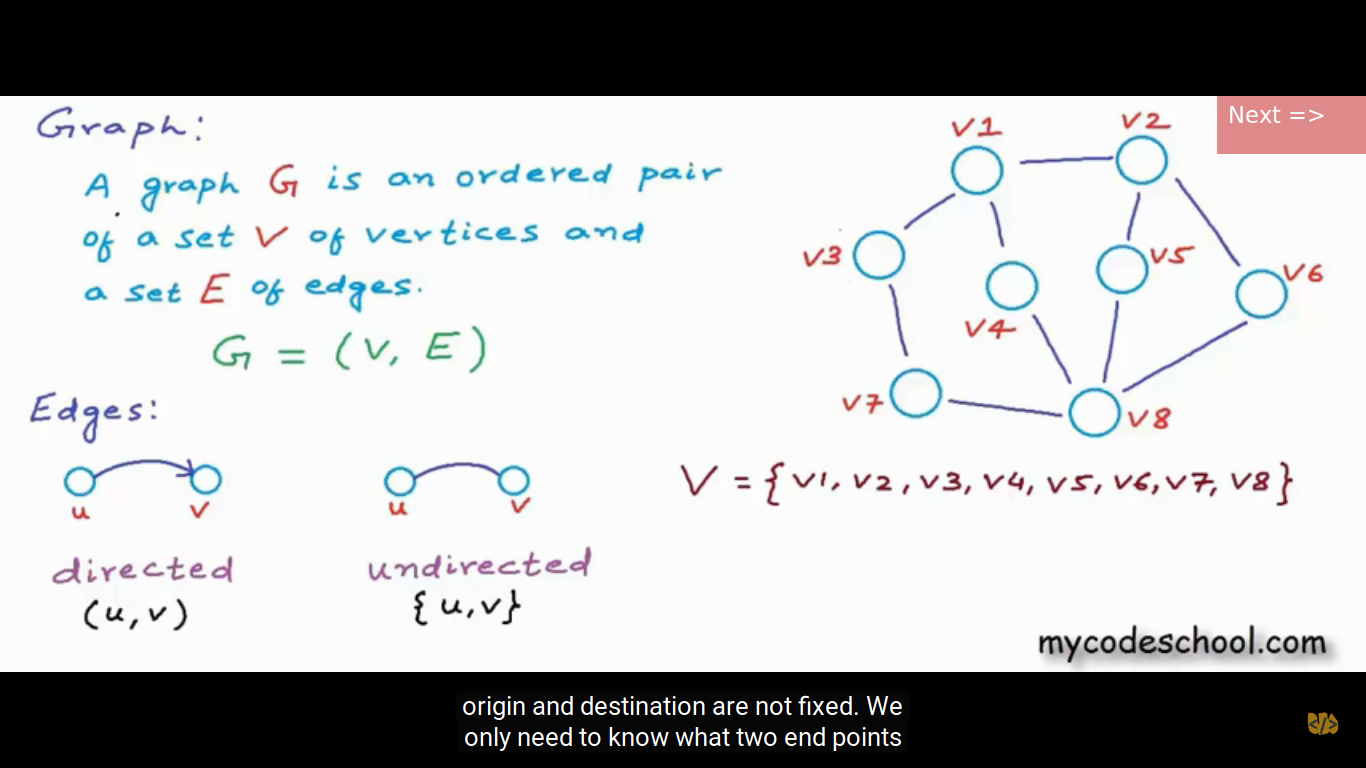 Graph:
A graph G is an ordered pair
of a set V of vertices and
a set E of edges.
G = (V, E)
Edges:
u
v
directed
(u,v)
u
v
undirected
{u,v}
Next =>
v1
v2
v3
v4
v5
v6
v7
v8
V = {v1, v2, v3, v4, v5, v6, v7, v8}
mycodeschool.com
origin and destination are not fixed. We
only need to know what two end points